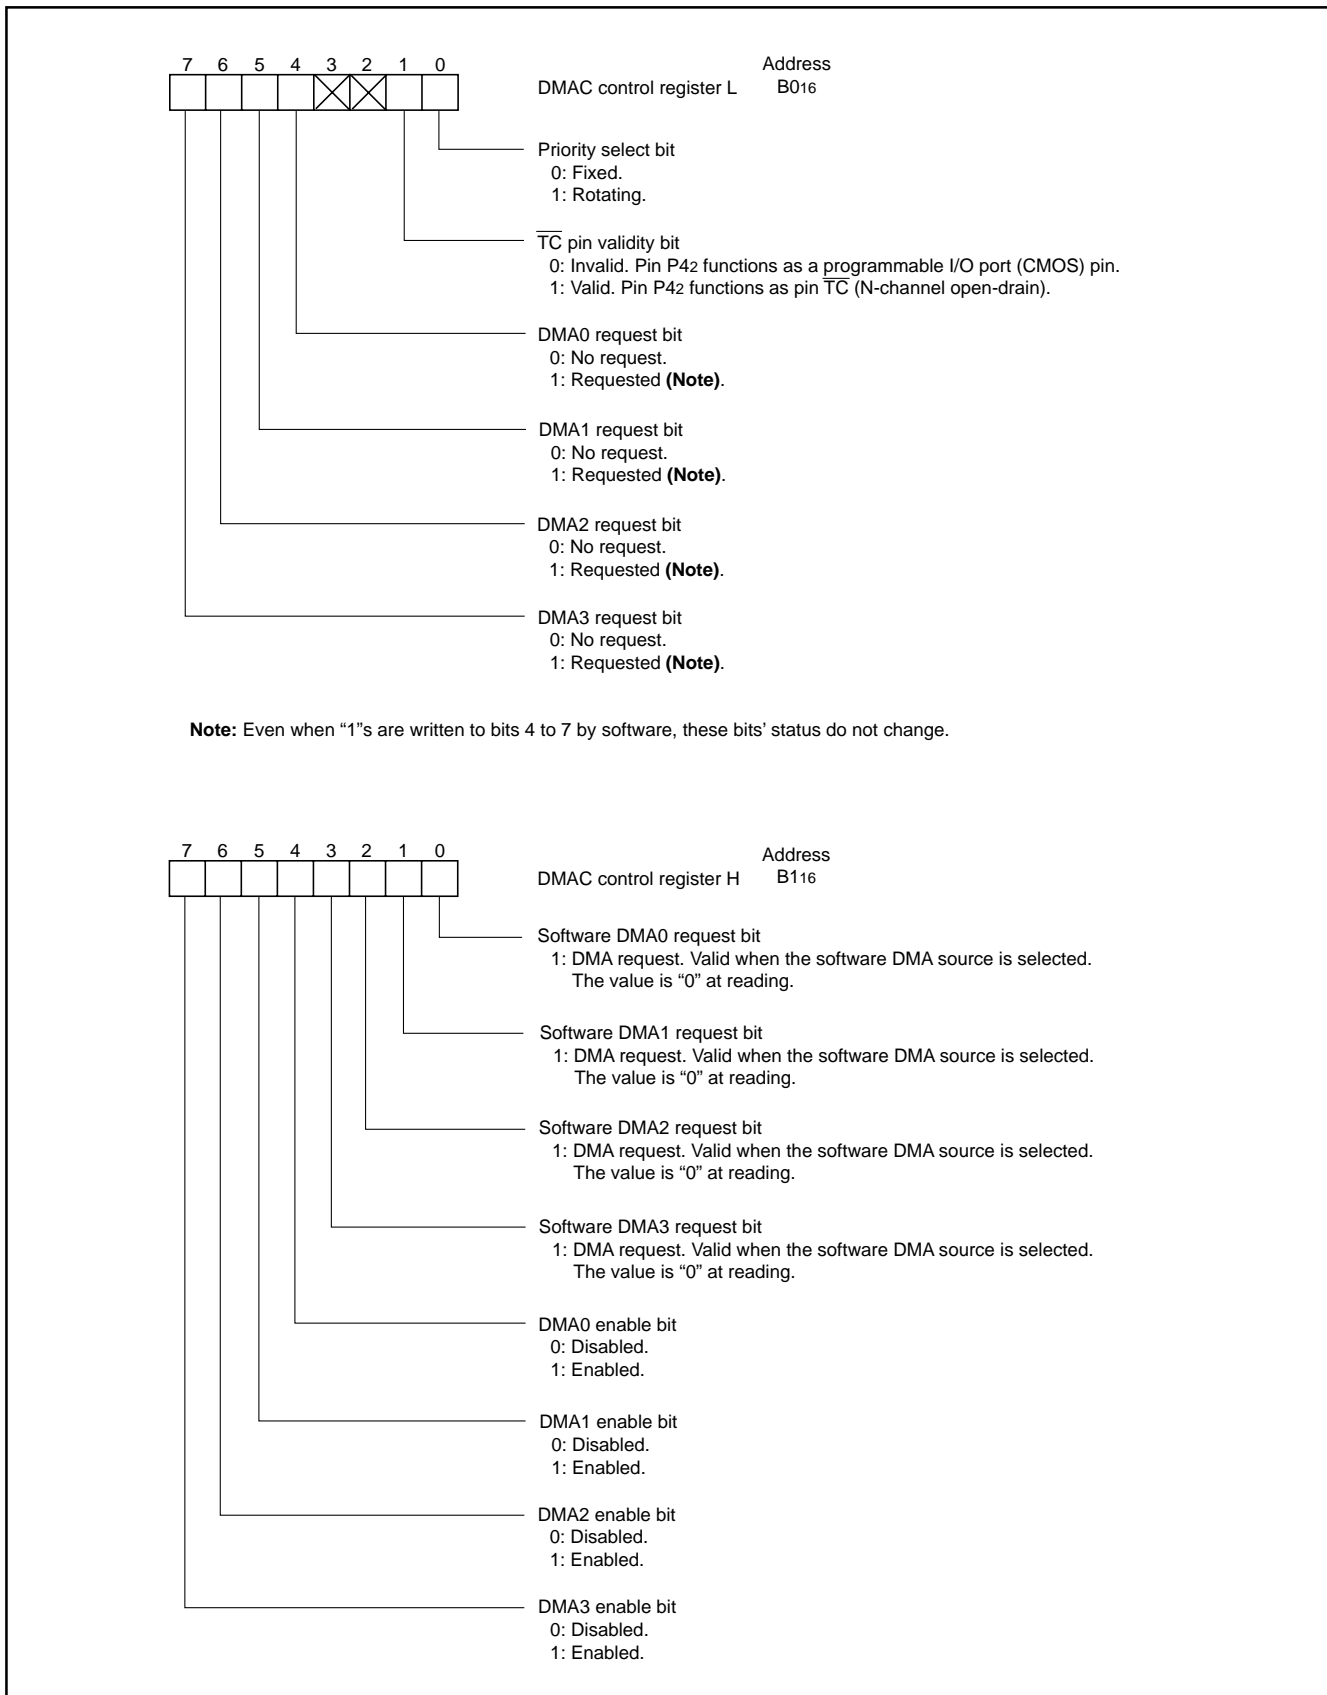 7 6 5 4 3 2 1 0
Address
DMAC control register L B016
Priority select bit
0: Fixed.
1: Rotating.
TC pin validity bit
0: Invalid. Pin P42 functions as a programmable I/O port (CMOS) pin.
1: Valid. Pin P42 functions as pin TC (N-channel open-drain).
DMA0 request bit
0: No request.
1: Requested (Note).
DMA1 request bit
0: No request.
1: Requested (Note).
DMA2 request bit
0: No request.
1: Requested (Note).
DMA3 request bit
0: No request.
1: Requested (Note).
Note: Even when “1”s are written to bits 4 to 7 by software, these bits’ status do not change.
7 6 5 4 3 2 1 0
Address
DMAC control register H B116
Software DMA0 request bit
1: DMA request. Valid when the software DMA source is selected.
The value is “0” at reading.
Software DMA1 request bit
1: DMA request. Valid when the software DMA source is selected.
The value is “0” at reading.
Software DMA2 request bit
1: DMA request. Valid when the software DMA source is selected.
The value is “0” at reading.
Software DMA3 request bit
1: DMA request. Valid when the software DMA source is selected.
The value is “0” at reading.
DMA0 enable bit
0: Disabled.
1: Enabled.
DMA1 enable bit
0: Disabled.
1: Enabled.
DMA2 enable bit
0: Disabled.
1: Enabled.
DMA3 enable bit
0: Disabled.
1: Enabled.